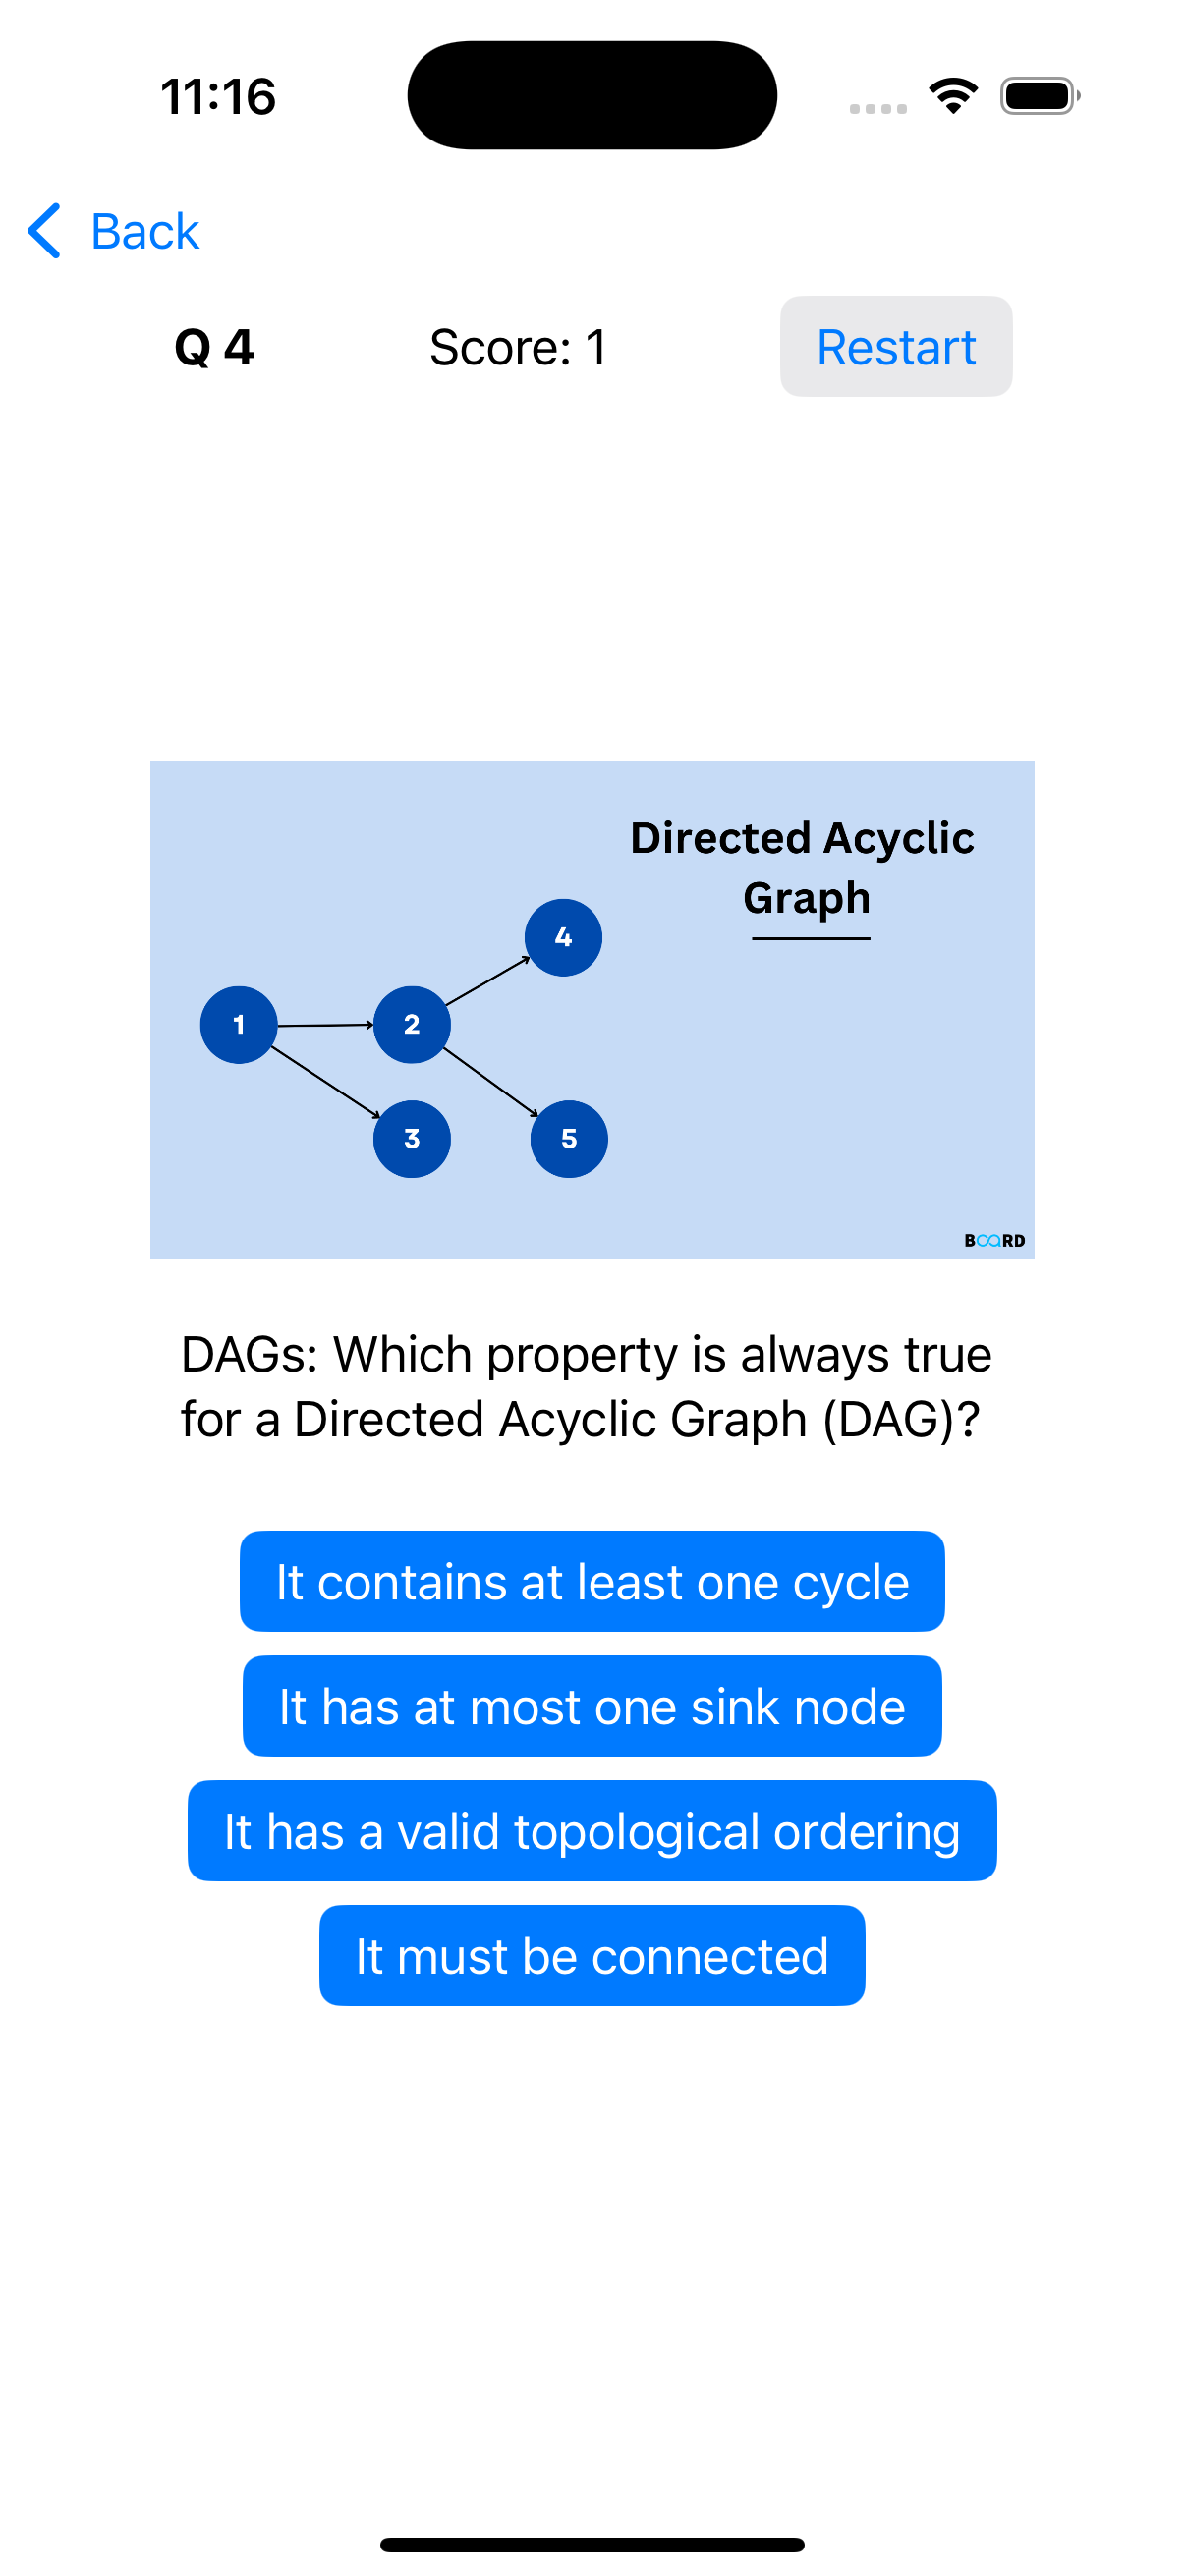 11:16
Back
Q 4
Score: 1
Restart
Directed Acyclic
Graph
4
1
2
3
5
BOARD
DAGs: Which property is always true
for a Directed Acyclic Graph (DAG)?
It contains at least one cycle
It has at most one sink node
It has a valid topological ordering
It must be connected